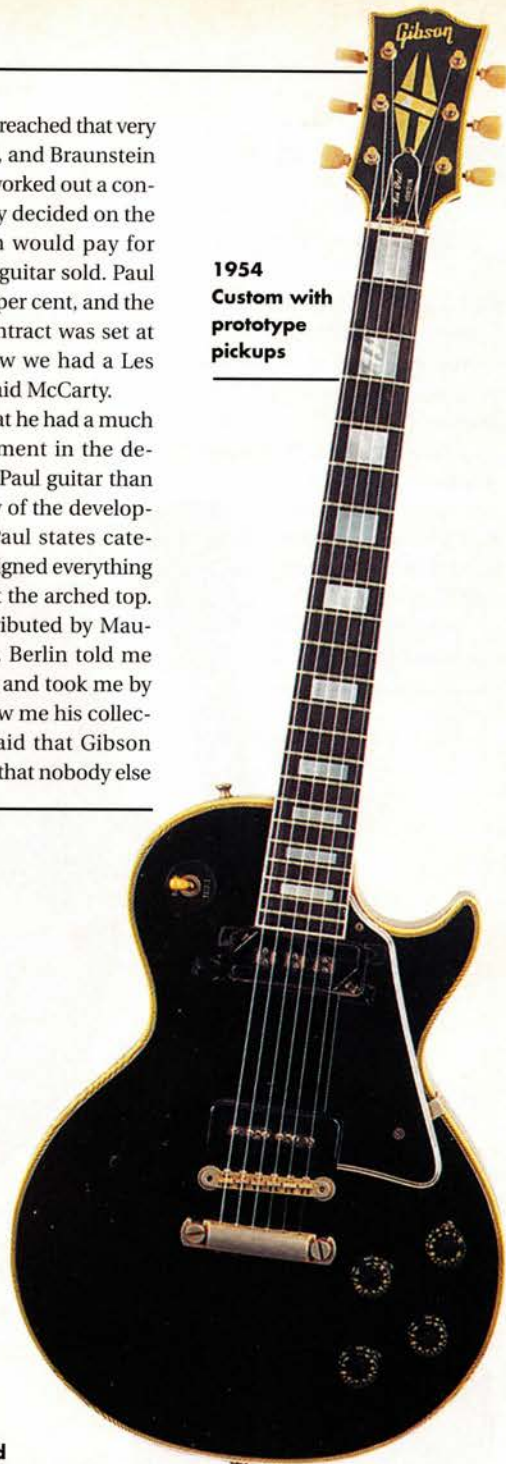 reached that very
, and Braunstein
worked out a con-
y decided on the
n would pay for
guitar sold. Paul
per cent, and the
ntract was set at
w we had a Les
aid McCarty.
at he had a much
ment in the de-
Paul guitar than
y of the develop-
Paul states cate-
igned everything
t the arched top.
ributed by Mau-
. Berlin told me
and took me by
w me his collec-
aid that Gibson
that nobody else
1954
Custom with
prototype
pickups
Gibson
Les Paul
CUSTOM
d